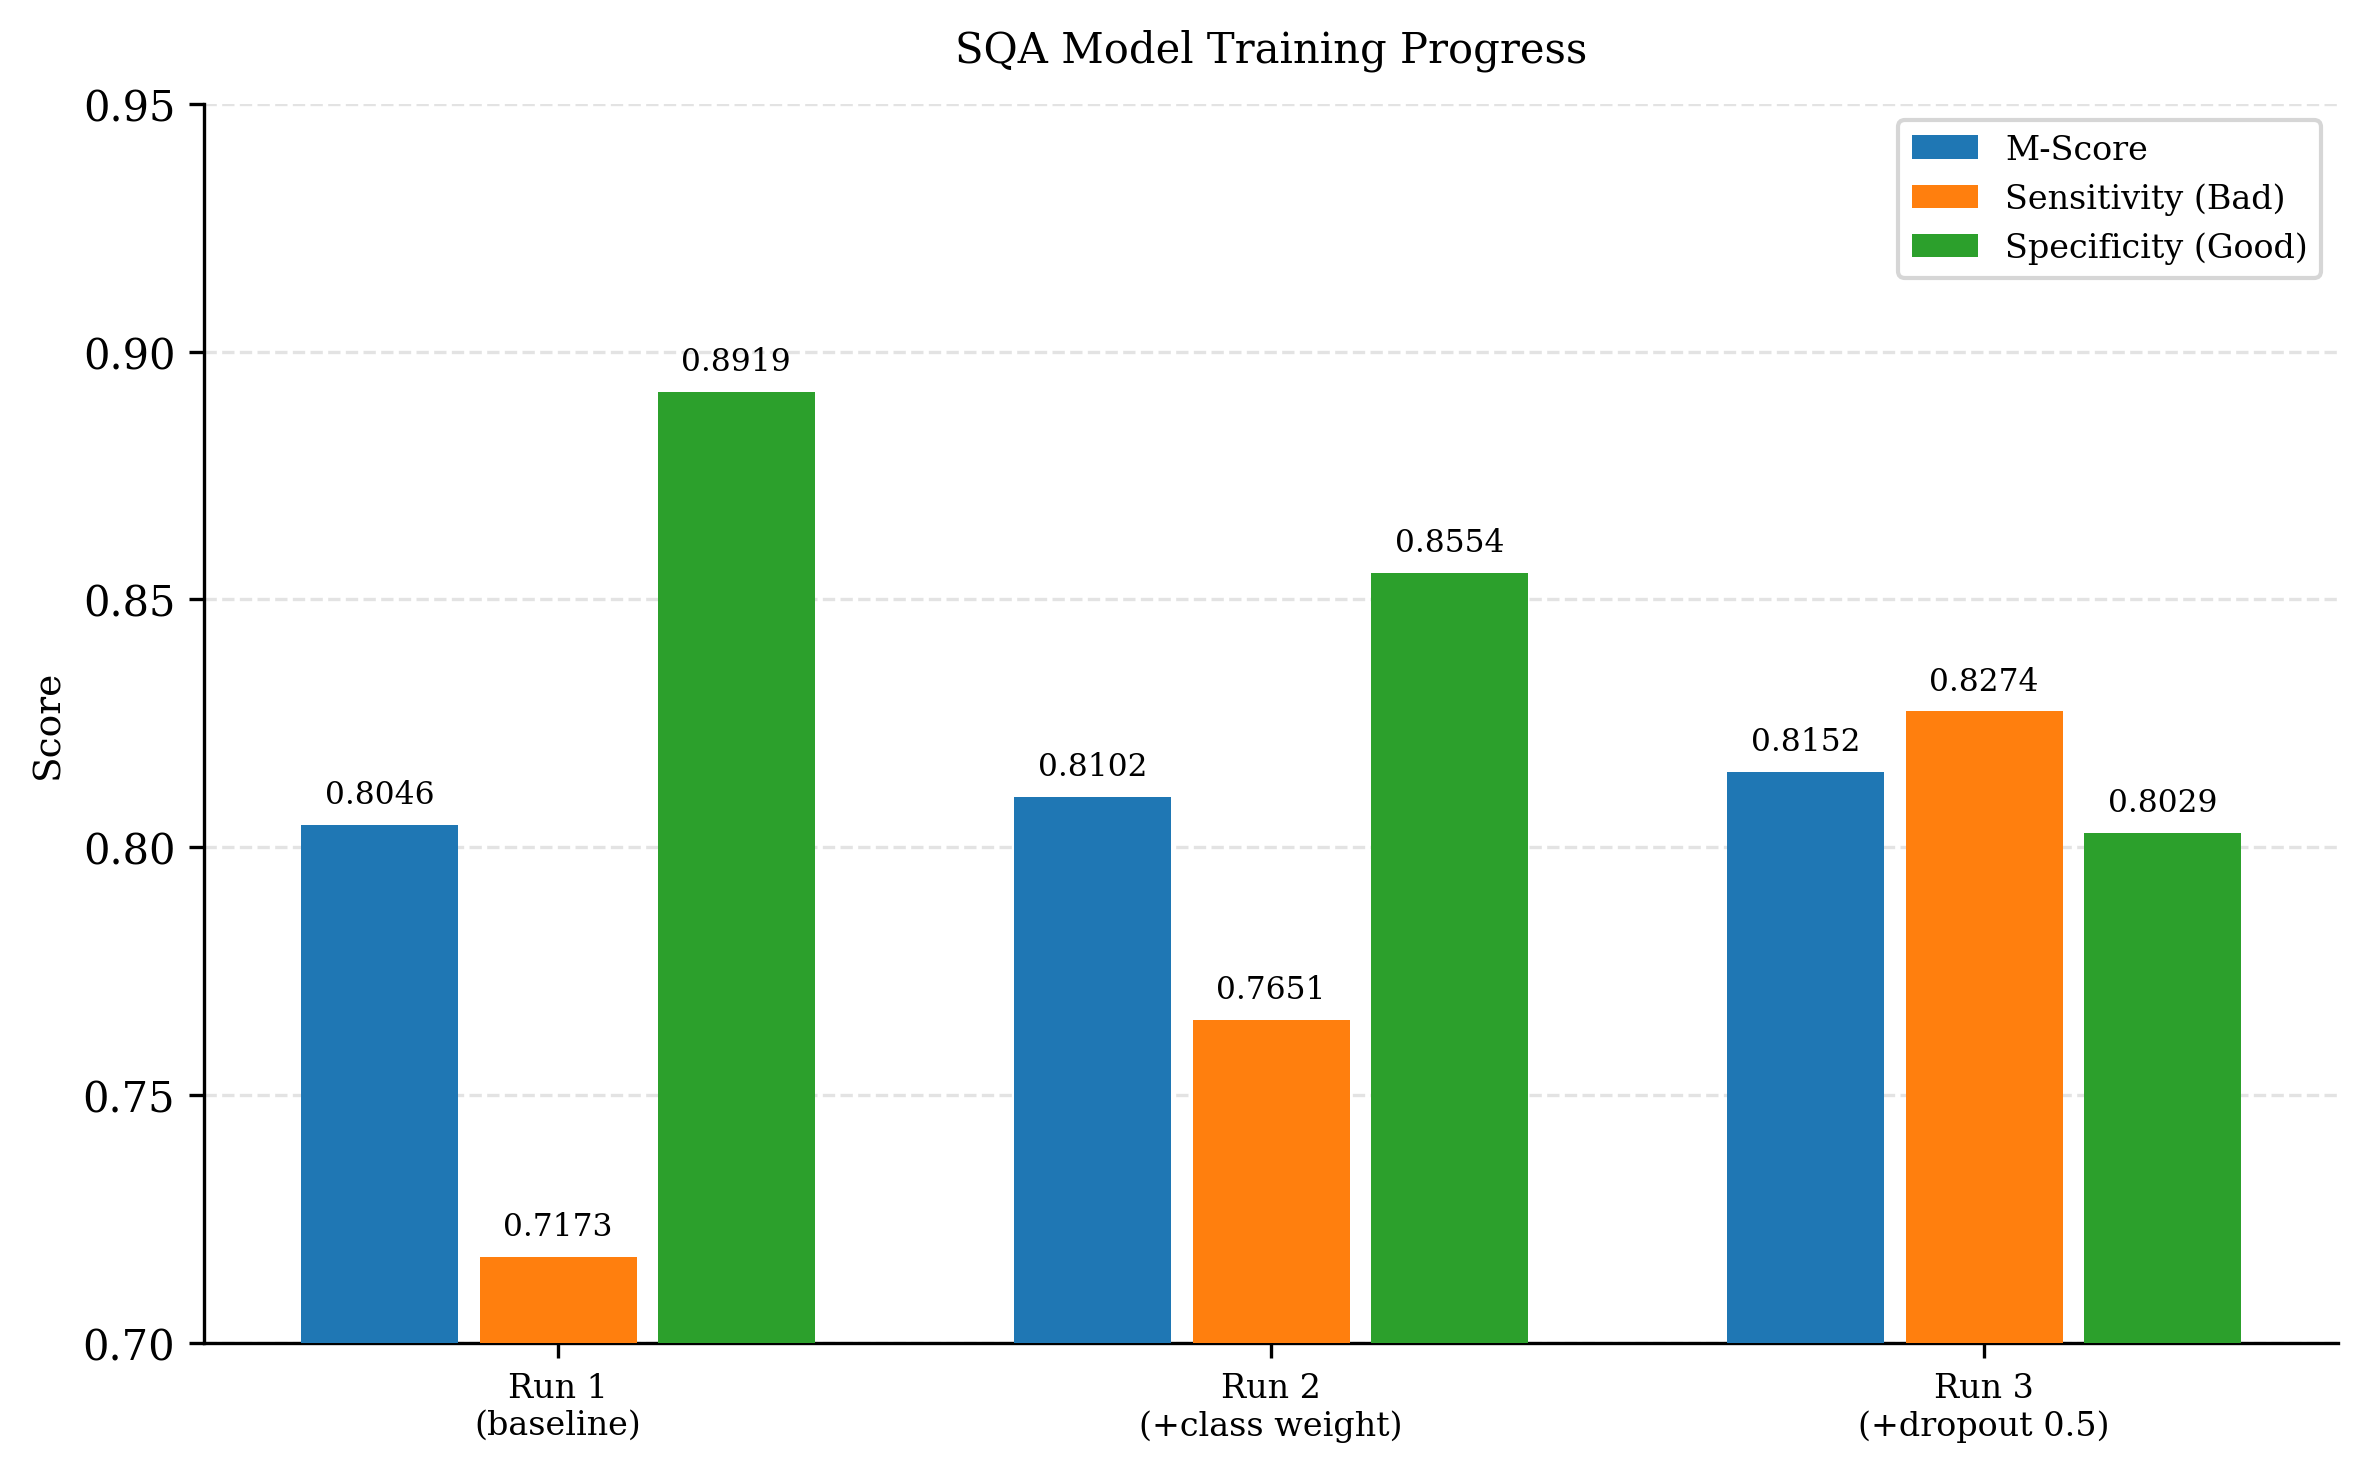 SQA Model Training Progress
0.95
0.90
0.85
0.80
0.75
0.70
Score
M-Score
Sensitivity (Bad)
Specificity (Good)
0.8046
0.7173
0.8919
0.8102
0.7651
0.8554
0.8152
0.8274
0.8029
Run 1
(baseline)
Run 2
(+class weight)
Run 3
(+dropout 0.5)